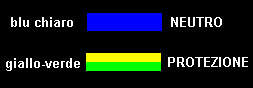 blu chiaro NEUTRO
giallo-verde PROTEZIONE